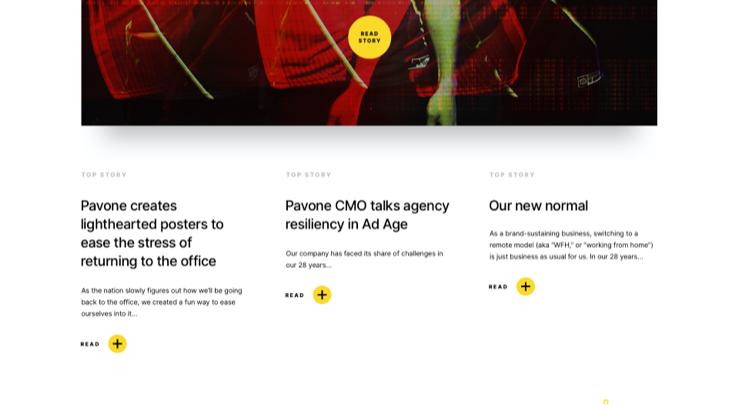 READ
STORY
TOP STORY
Pavone creates
lighthearted posters to
ease the stress of
returning to the office
As the nation slowly figures out how we'll be going
back to the office, we created a fun way to ease
ourselves into it...
READ
TOP STORY
Pavone CMO talks agency
resiliency in Ad Age
Our company has faced its share of challenges in
our 28 years...
READ
TOP STORY
Our new normal
As a brand-sustaining business, switching to a
remote model (aka "WFH," or "working from home")
is just business as usual for us. In our 28 years...
READ